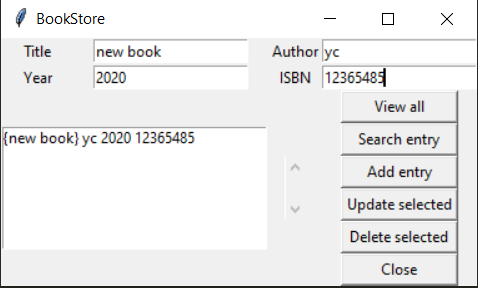 BookStore
Title new book Author yc
Year 2020 ISBN 12365485
View all
{new book} yc 2020 12365485
Search entry
Add entry
Update selected
Delete selected
Close